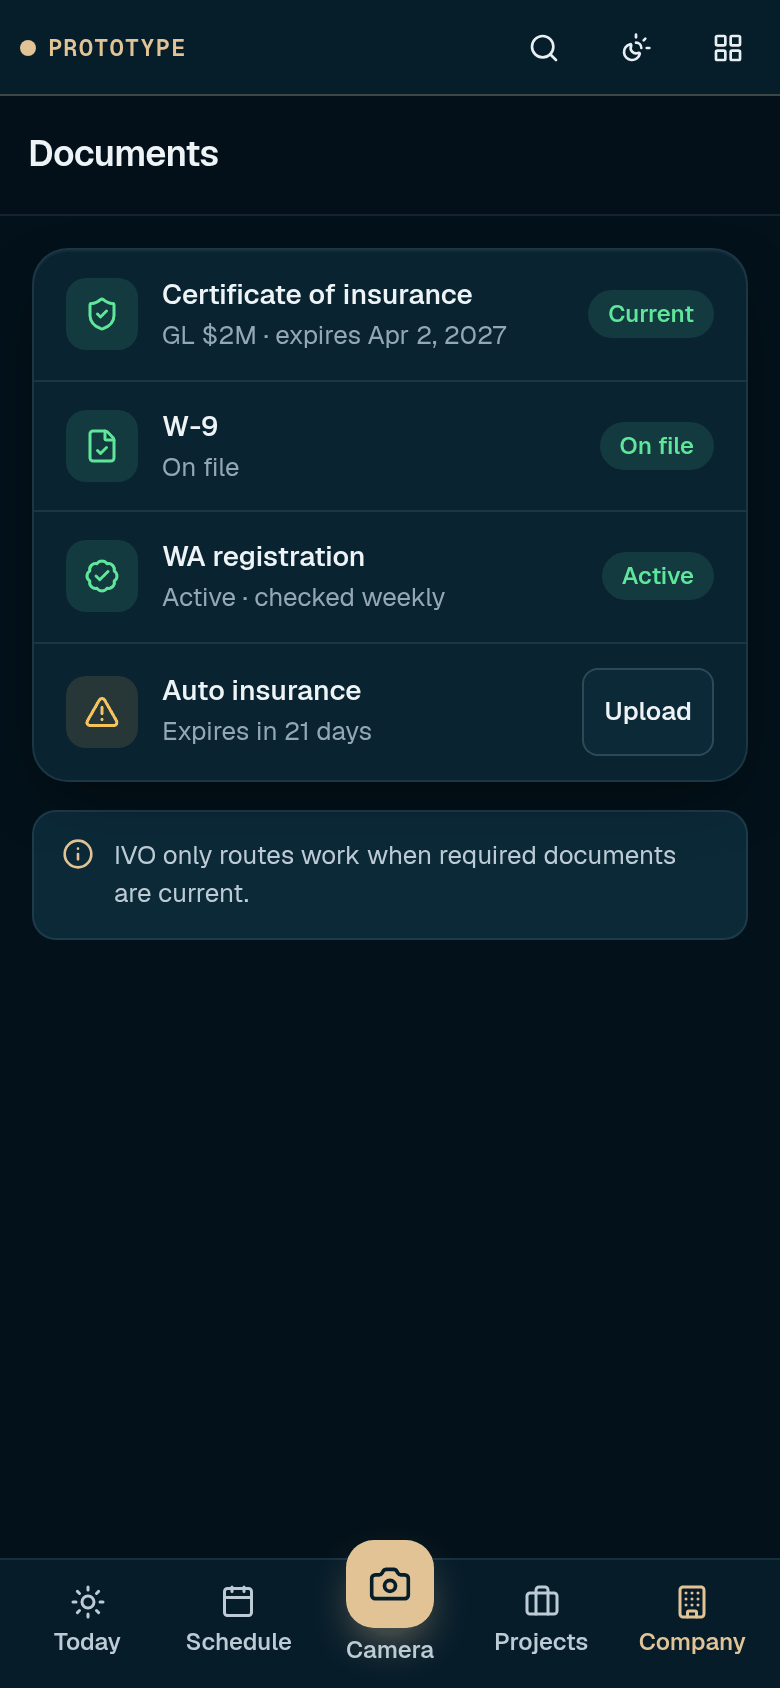 PROTOTYPE
Documents
Certificate of insurance
GL $2M · expires Apr 2, 2027
Current
W-9
On file
On file
WA registration
Active · checked weekly
Active
Auto insurance
Expires in 21 days
Upload
IVO only routes work when required documents
are current.
Today
Schedule
Camera
Projects
Company